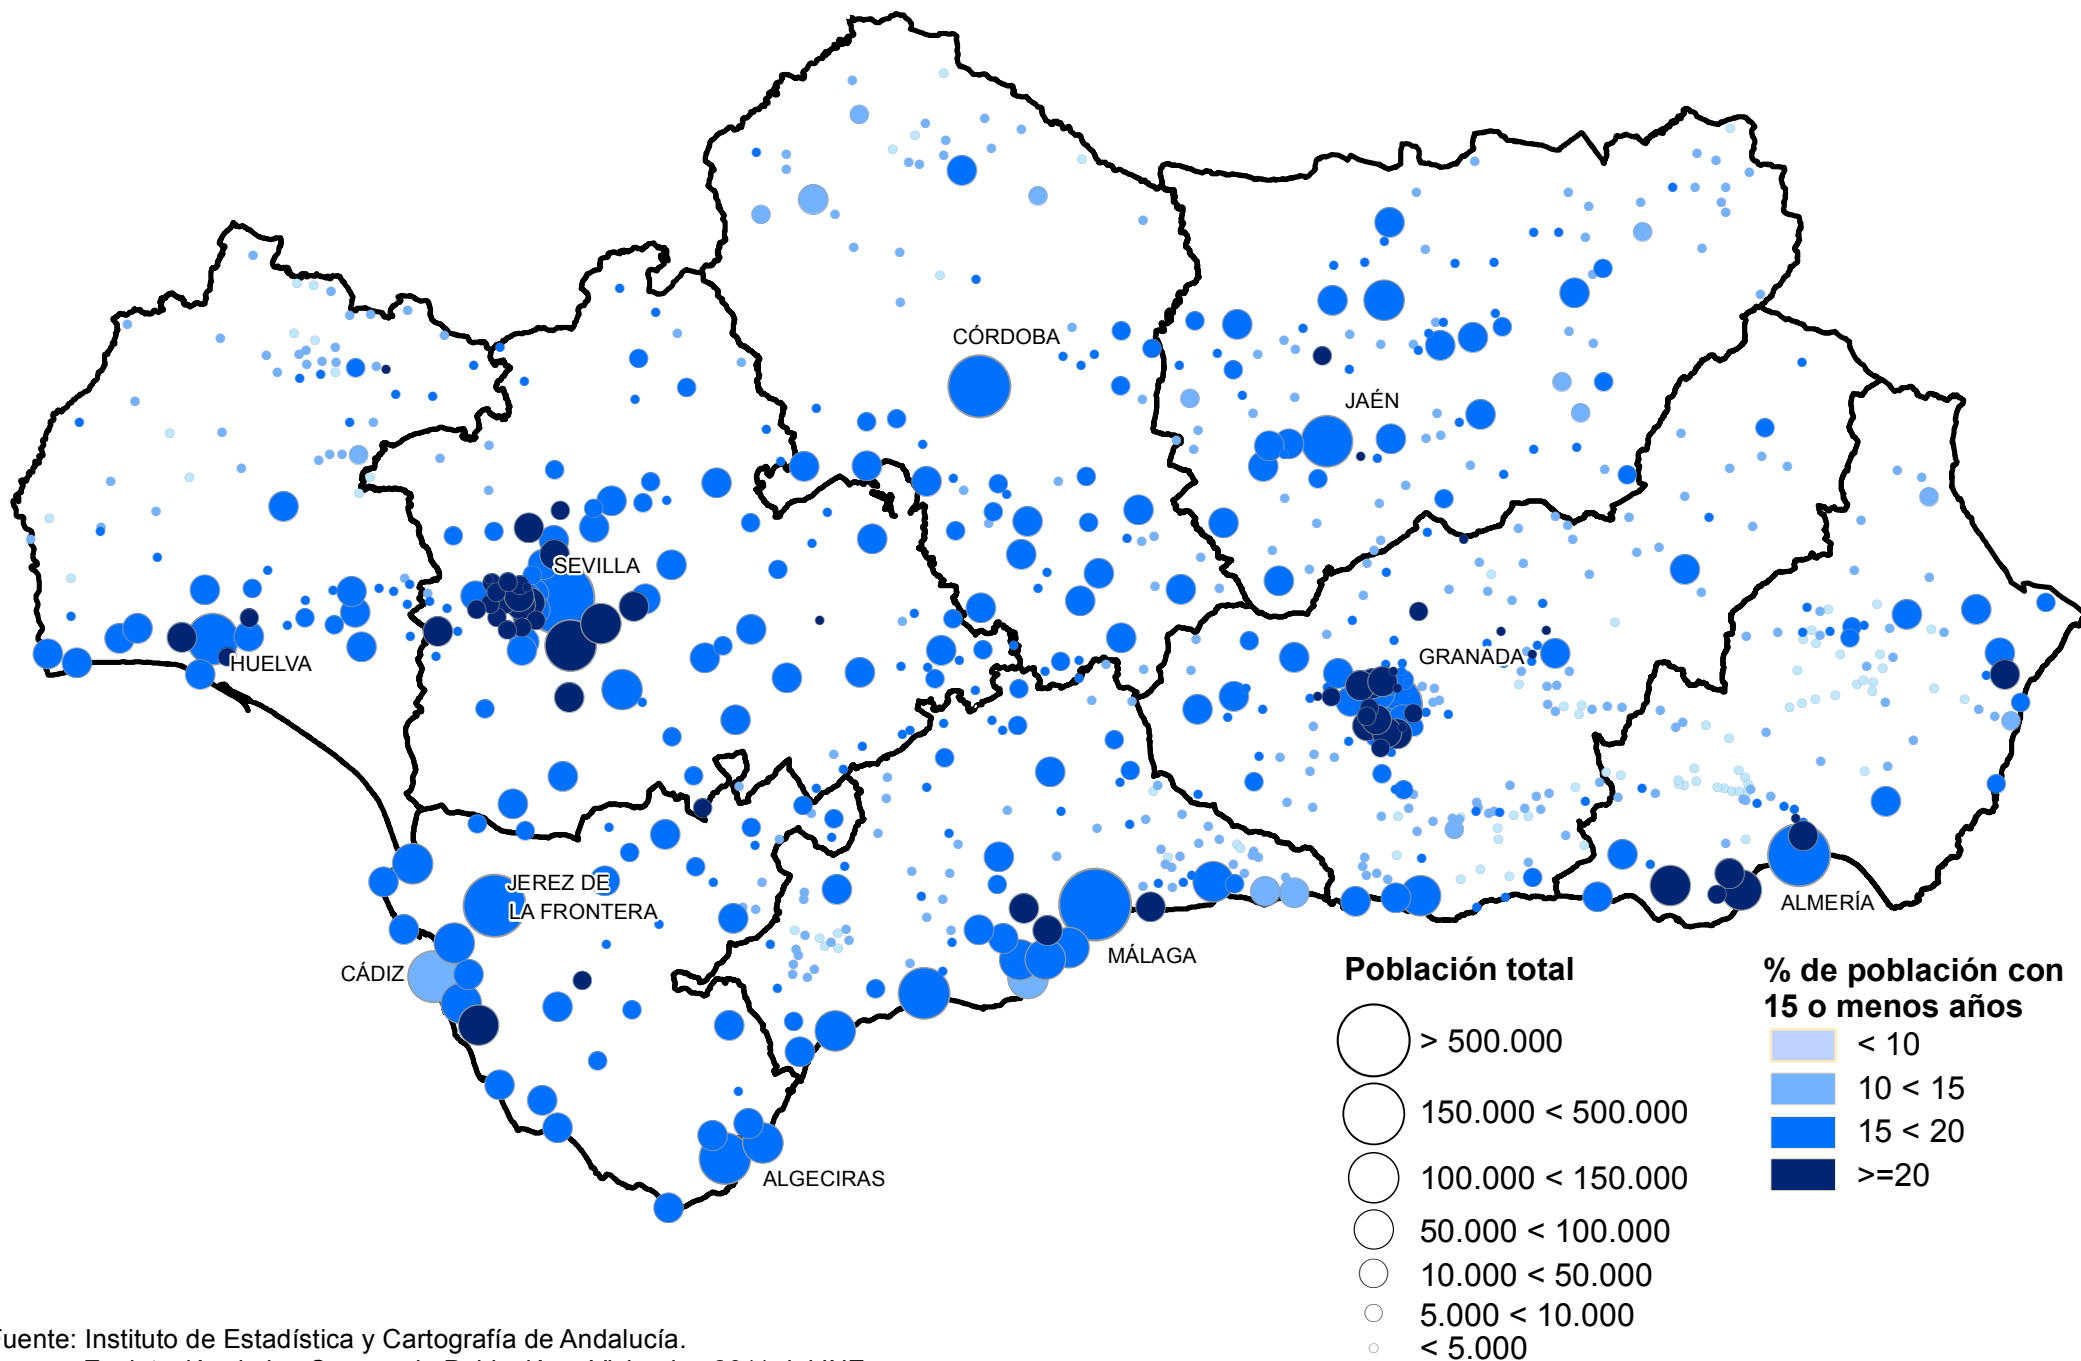 CÓRDOBA
JAÉN
SEVILLA
HUELVA
GRANADA
JEREZ DE
LA FRONTERA
CÁDIZ
MÁLAGA
ALMERÍA
ALGECIRAS
Población total
> 500.000
150.000 < 500.000
100.000 < 150.000
50.000 < 100.000
10.000 < 50.000
5.000 < 10.000
< 5.000
% de población con
15 o menos años
< 10
10 < 15
15 < 20
>=20
Fuente: Instituto de Estadística y Cartografía de Andalucía.